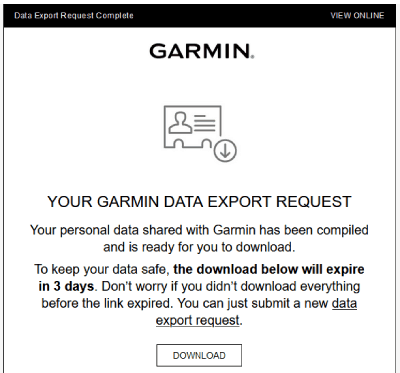 Data Export Request Complete VIEW ONLINE
GARMIN.
YOUR GARMIN DATA EXPORT REQUEST
Your personal data shared with Garmin has been compiled
and is ready for you to download.
To keep your data safe, the download below will expire
in 3 days. Don't worry if you didn't download everything
before the link expired. You can just submit a new data
export request.
DOWNLOAD